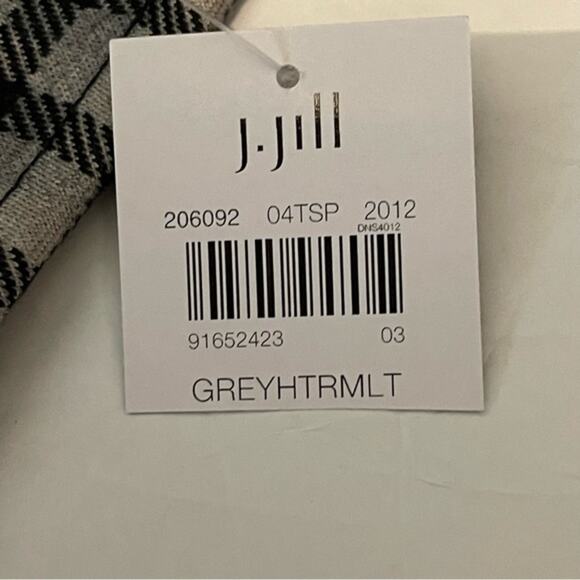 J.Jill
206092 04TSP 2012
DNS4012
91652423 03
GREYHTRMLT